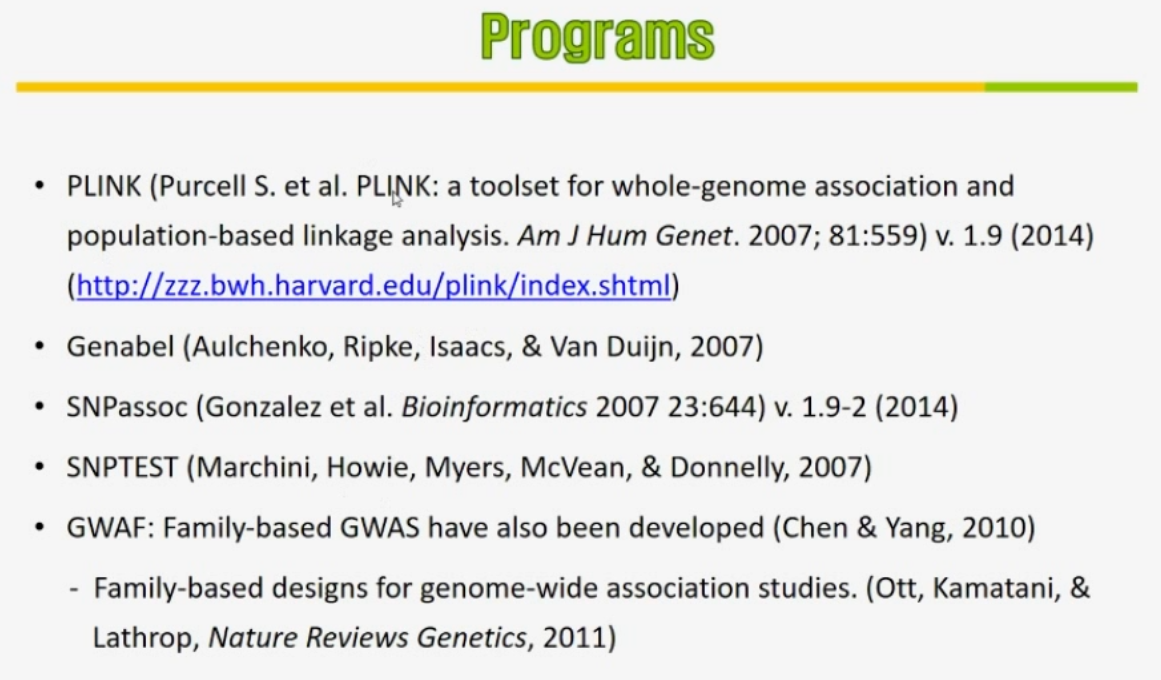 Programs
• PLINK (Purcell S. et al. PLINK: a toolset for whole-genome association and
population-based linkage analysis. Am J Hum Genet. 2007; 81:559) v. 1.9 (2014)
(http://zzz.bwh.harvard.edu/plink/index.shtml)
• Genabel (Aulchenko, Ripke, Isaacs, & Van Duijn, 2007)
• SNPassoc (Gonzalez et al. Bioinformatics 2007 23:644) v. 1.9-2 (2014)
• SNPTEST (Marchini, Howie, Myers, McVean, & Donnelly, 2007)
• GWAF: Family-based GWAS have also been developed (Chen & Yang, 2010)
- Family-based designs for genome-wide association studies. (Ott, Kamatani, &
Lathrop, Nature Reviews Genetics, 2011)